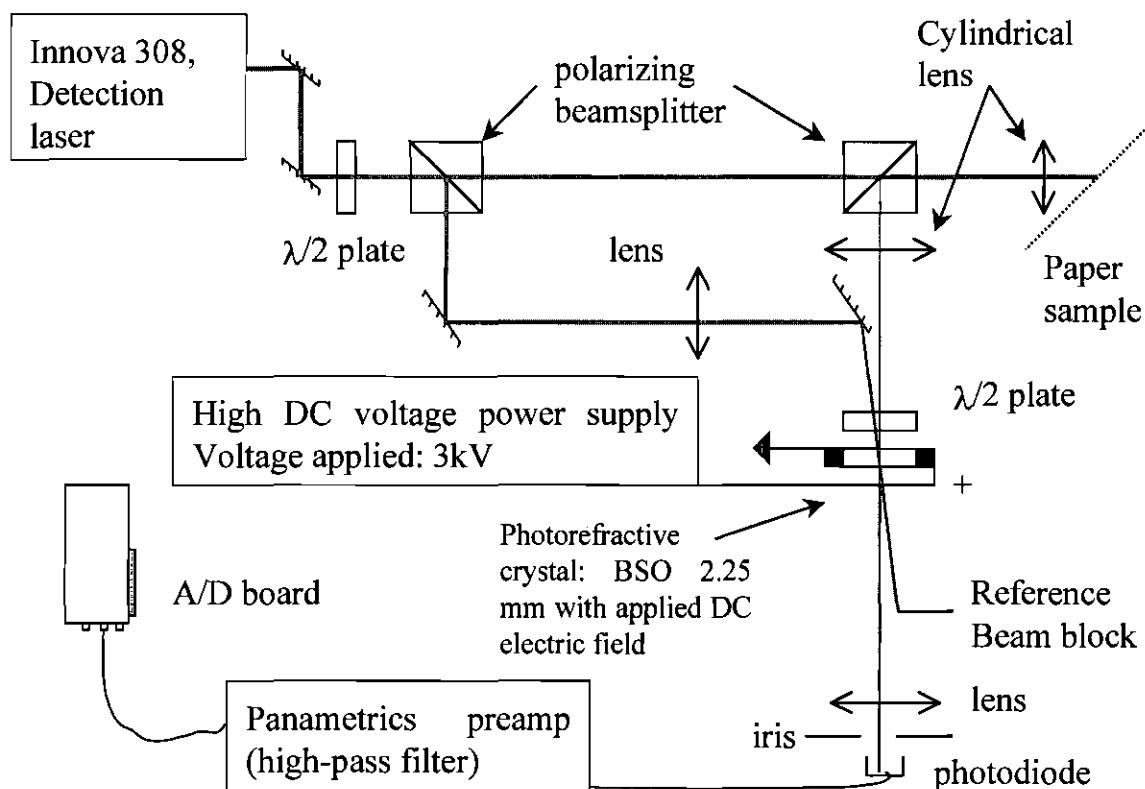 Innova 308,
Detection
laser
polarizing
beamsplitter
Cylindrical
lens
λ/2 plate
lens
Paper
sample
High DC voltage power supply
Voltage applied: 3kV
λ/2 plate
+
Photorefractive
crystal: BSO 2.25
mm with applied DC
electric field
A/D board
Reference
Beam block
lens
Panametrics preamp
(high-pass filter)
iris
photodiode